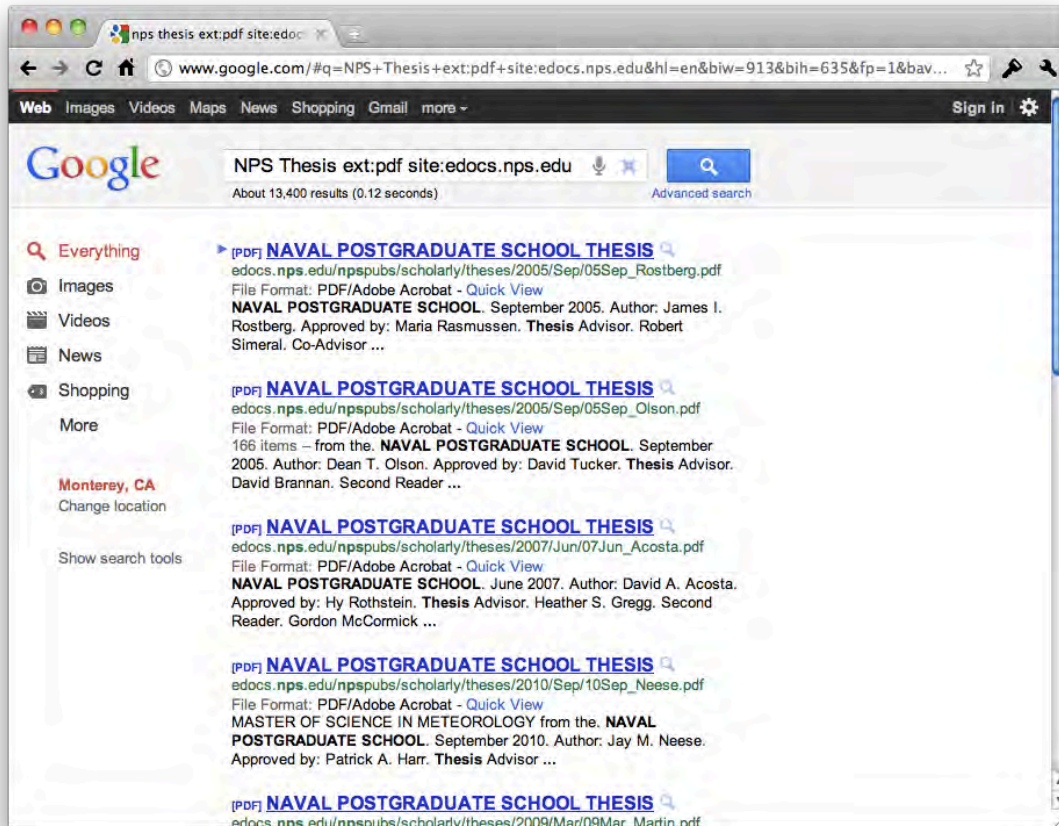 nps thesis ext:pdf site:edoc
www.google.com/#q=NPS+Thesis+ext:pdf+site:edocs.nps.edu&hl=en&biw=913&bih=635&fp=1&bav...
Web Images Videos Maps News Shopping Gmail more
Sign in
Google
NPS Thesis ext:pdf site:edocs.nps.edu
About 13,400 results (0.12 seconds)
Advanced search
Everything
Images
Videos
News
Shopping
More
Monterey, CA
Change location
Show search tools
[PDF] NAVAL POSTGRADUATE SCHOOL THESIS
edocs.nps.edu/npspubs/scholarly/theses/2005/Sep/05Sep_Rostberg.pdf
File Format: PDF/Adobe Acrobat - Quick View
NAVAL POSTGRADUATE SCHOOL. September 2005. Author: James I.
Rostberg. Approved by: Maria Rasmussen. Thesis Advisor. Robert
Simeral. Co-Advisor ...
[PDF] NAVAL POSTGRADUATE SCHOOL THESIS
edocs.nps.edu/npspubs/scholarly/theses/2005/Sep/05Sep_Olson.pdf
File Format: PDF/Adobe Acrobat - Quick View
166 items – from the. NAVAL POSTGRADUATE SCHOOL. September
2005. Author: Dean T. Olson. Approved by: David Tucker. Thesis Advisor.
David Brannan. Second Reader ...
[PDF] NAVAL POSTGRADUATE SCHOOL THESIS
edocs.nps.edu/npspubs/scholarly/theses/2007/Jun/07Jun_Acosta.pdf
File Format: PDF/Adobe Acrobat - Quick View
NAVAL POSTGRADUATE SCHOOL. June 2007. Author: David A. Acosta.
Approved by: Hy Rothstein. Thesis Advisor. Heather S. Gregg. Second
Reader. Gordon McCormick ...
[PDF] NAVAL POSTGRADUATE SCHOOL THESIS
edocs.nps.edu/npspubs/scholarly/theses/2010/Sep/10Sep_Neese.pdf
File Format: PDF/Adobe Acrobat - Quick View
MASTER OF SCIENCE IN METEOROLOGY from the. NAVAL
POSTGRADUATE SCHOOL. September 2010. Author: Jay M. Neese.
Approved by: Patrick A. Harr. Thesis Advisor ...
[PDF] NAVAL POSTGRADUATE SCHOOL THESIS
edocs.nps.edu/npspubs/scholarly/theses/2009/Mar/09Mar_Martin.pdf